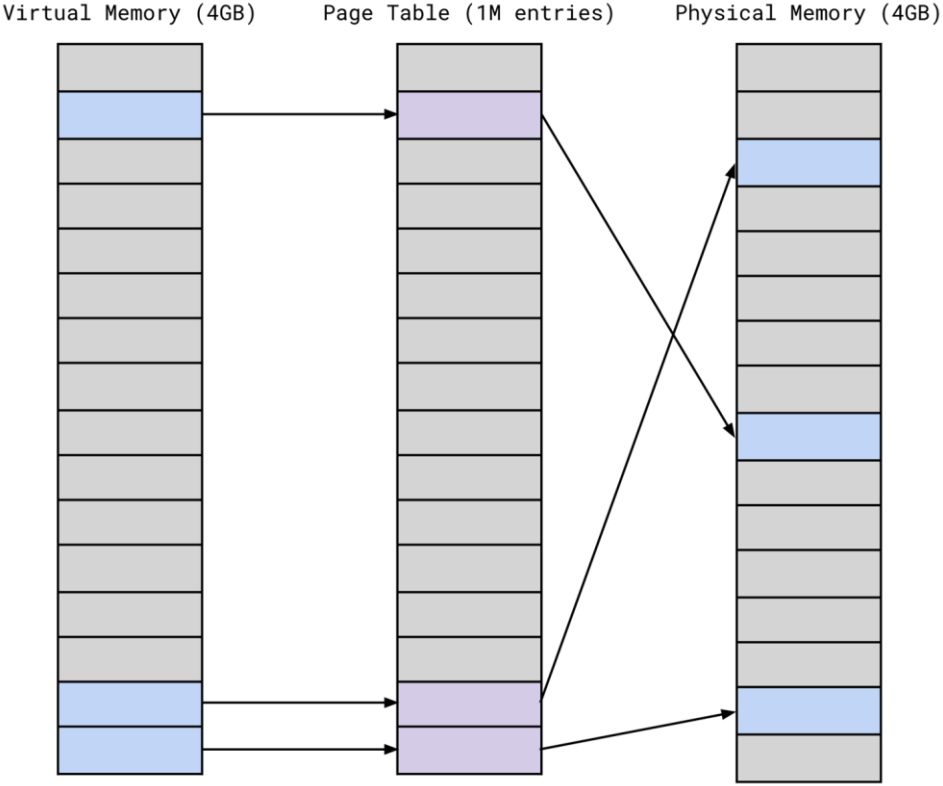 Virtual Memory (4GB)
Page Table (1M entries)
Physical Memory (4GB)